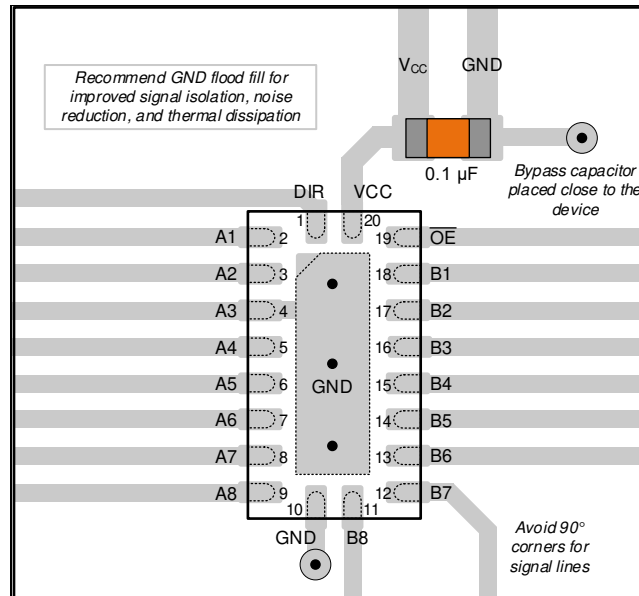 V_CC GND
Recommend GND flood fill for
improved signal isolation, noise
reduction, and thermal dissipation
0.1 µF
Bypass capacitor
placed close to the
device
DIR VCC
1 20
A1 2 19 O̅E̅
A2 3 18 B1
A3 4 17 B2
A4 5 16 B3
A5 6 15 B4
GND
A6 7 14 B5
A7 8 13 B6
A8 9 12 B7
10 11
GND B8
Avoid 90°
corners for
signal lines